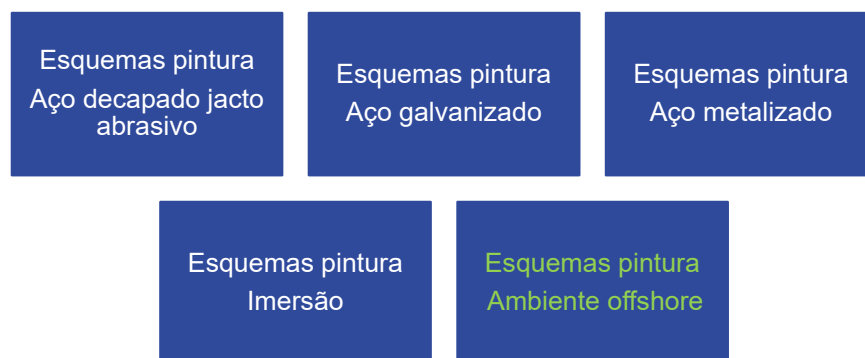 Esquemas pintura
Aço decapado jacto
abrasivo
Esquemas pintura
Aço galvanizado
Esquemas pintura
Aço metalizado
Esquemas pintura
Imersão
Esquemas pintura
Ambiente offshore